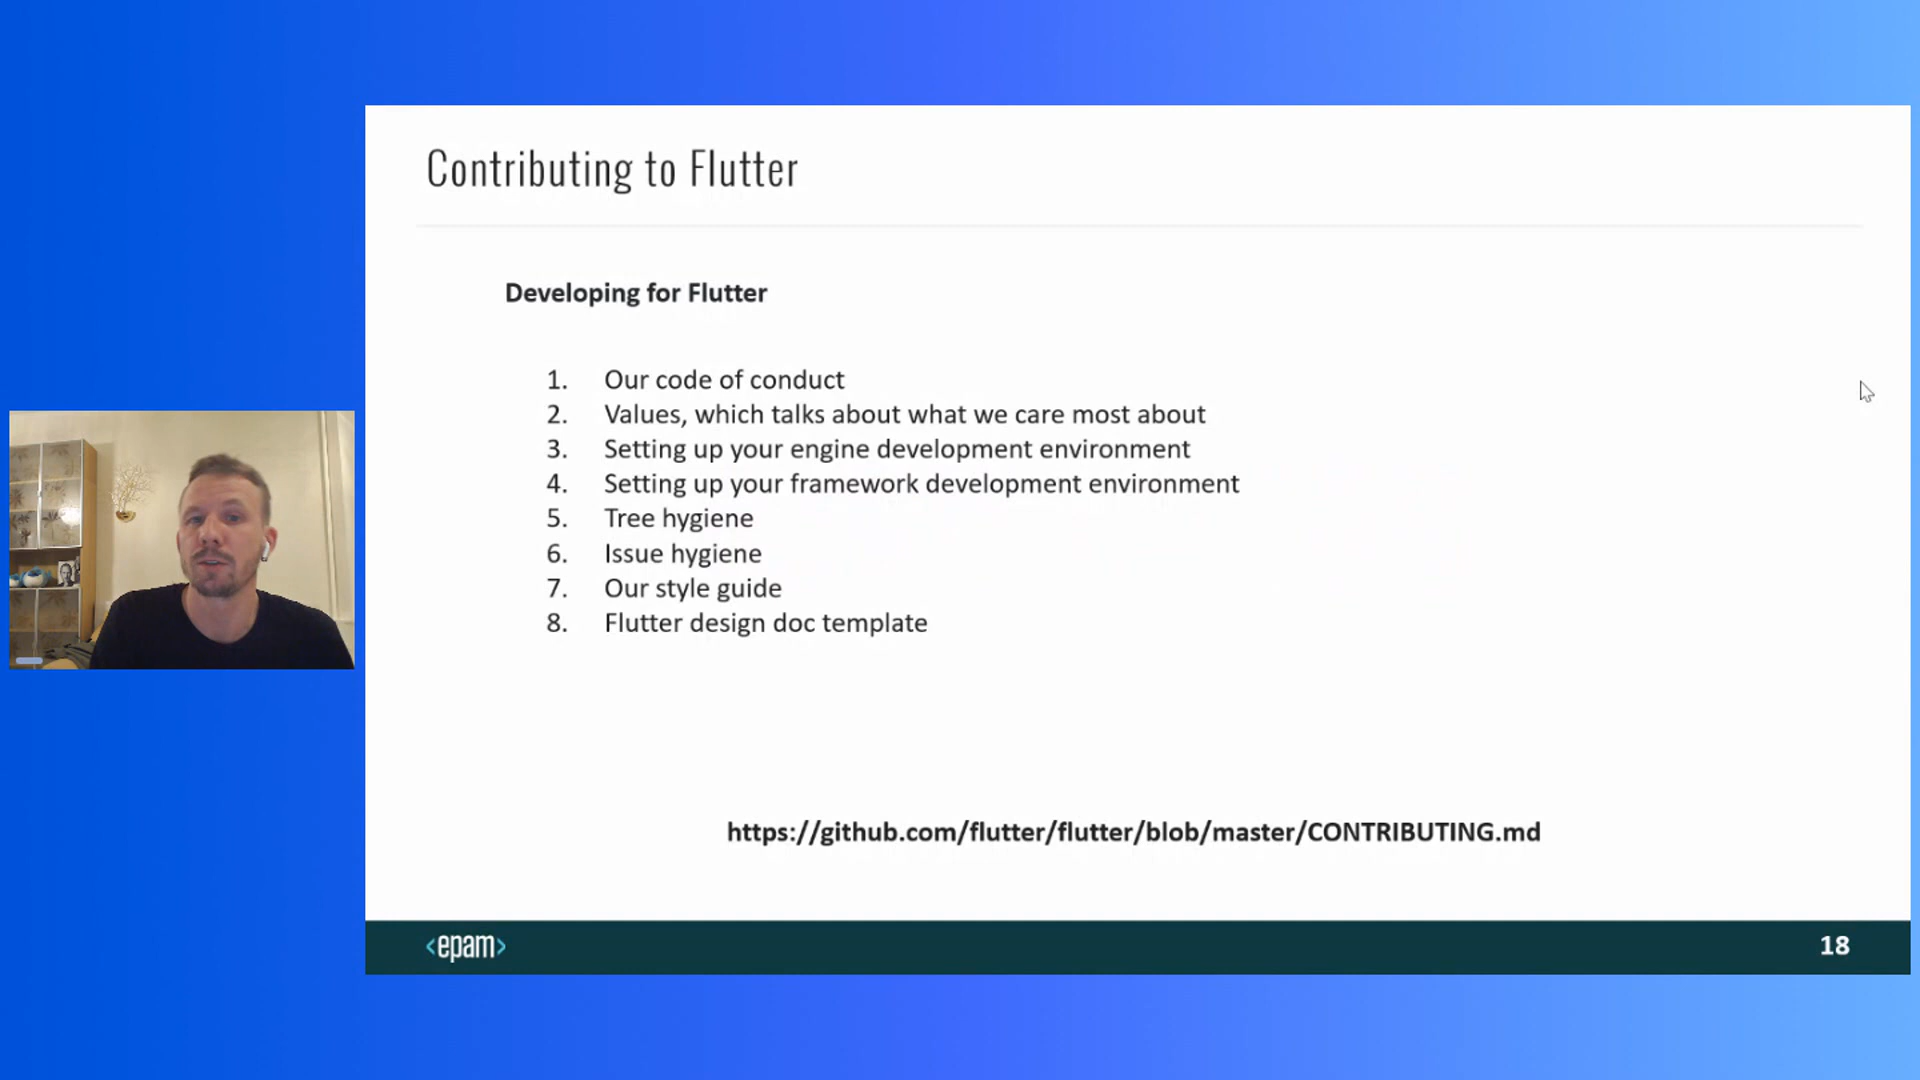 Contributing to Flutter
Developing for Flutter
1. Our code of conduct
2. Values, which talks about what we care most about
3. Setting up your engine development environment
4. Setting up your framework development environment
5. Tree hygiene
6. Issue hygiene
7. Our style guide
8. Flutter design doc template
https://github.com/flutter/flutter/blob/master/CONTRIBUTING.md
<epam>
18